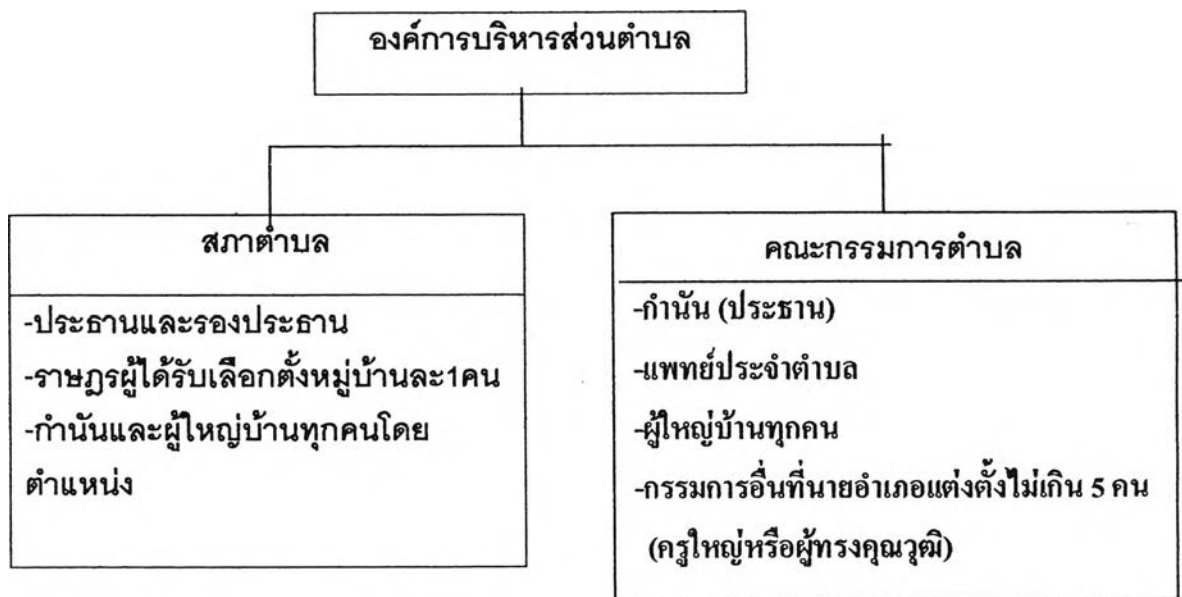 องค์การบริหารส่วนตำบล
สภาตำบล
-ประธานและรองประธาน
-ราษฎรผู้ได้รับเลือกตั้งหมู่บ้านละ1คน
-กำนันและผู้ใหญ่บ้านทุกคนโดย
ตำแหน่ง
คณะกรรมการตำบล
-กำนัน (ประธาน)
-แพทย์ประจำตำบล
-ผู้ใหญ่บ้านทุกคน
-กรรมการอื่นที่นายอำเภอแต่งตั้งไม่เกิน 5 คน
(ครูใหญ่หรือผู้ทรงคุณวุฒิ)